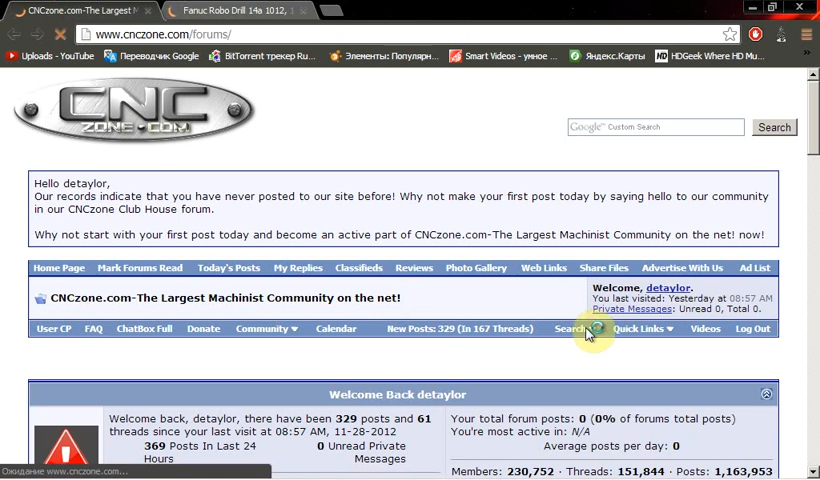 CNCzone.com-The Largest M
Fanuc Robo Drill 14a 1012, 1
www.cnczone.com/forums/
Uploads - YouTube
Переводчик Google
BitTorrent трекер Ru...
Элементы: Популярн...
Smart Videos - умное ...
Яндекс.Карты
HD HDGeek Where HD Mu...
CNC
ZONE.COM
Google Custom Search
Search
Hello detaylor,
Our records indicate that you have never posted to our site before! Why not make your first post today by saying hello to our community
in our CNCzone Club House forum.
Why not start with your first post today and become an active part of CNCzone.com-The Largest Machinist Community on the net! now!
Home Page Mark Forums Read Today's Posts My Replies Classifieds Reviews Photo Gallery Web Links Share Files Advertise With Us Ad List
CNCzone.com-The Largest Machinist Community on the net!
Welcome, detaylor.
You last visited: Yesterday at 08:57 AM
Private Messages: Unread 0, Total 0.
User CP FAQ ChatBox Full Donate Community Calendar New Posts: 329 (In 167 Threads) Search Quick Links Videos Log Out
Welcome Back detaylor
Welcome back, detaylor, there have been 329 posts and 61
threads since your last visit at 08:57 AM, 11-28-2012
369 Posts In Last 24
Hours
0 Unread Private
Messages
Your total forum posts: 0 (0% of forums total posts)
You're most active in: N/A
Average posts per day: 0
Members: 230,752 · Threads: 151,844 · Posts: 1,163,953
Ожидание www.cnczone.com...